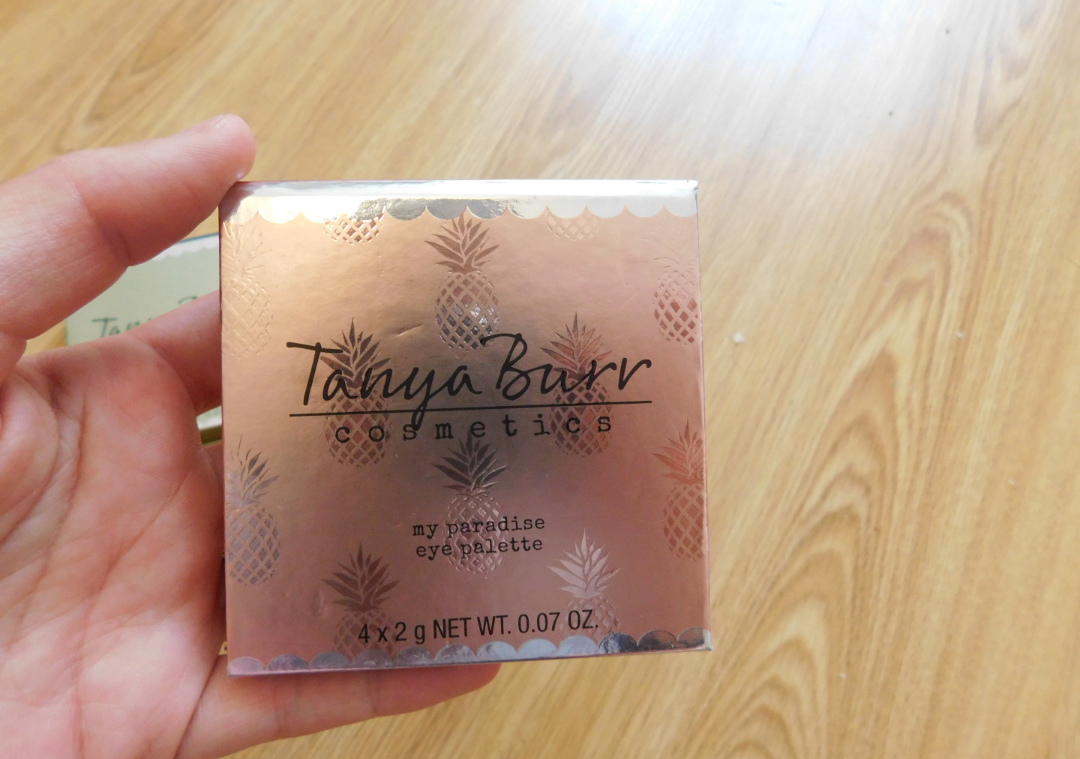 Tanya Burr
cosmetics
my paradise
eye palette
4 x 2 g NET WT. 0.07 OZ.